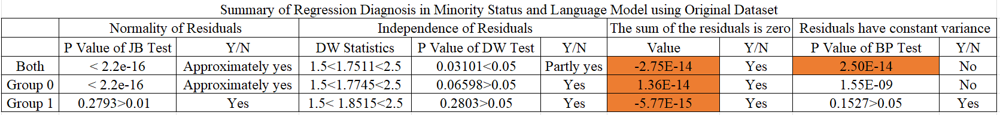 Summary of Regression Diagnosis in Minority Status and Language Model using Original Dataset
Normality of Residuals Independence of Residuals The sum of the residuals is zero Residuals have constant variance
P Value of JB Test Y/N DW Statistics P Value of DW Test Y/N Value Y/N P Value of BP Test Y/N
Both < 2.2e-16 Approximately yes 1.5<1.7511<2.5 0.03101<0.05 Partly yes -2.75E-14 Yes 2.50E-14 No
Group 0 < 2.2e-16 Approximately yes 1.5<1.7745<2.5 0.06598>0.05 Yes 1.36E-14 Yes 1.55E-09 No
Group 1 0.2793>0.01 Yes 1.5< 1.8515<2.5 0.2803>0.05 Yes -5.77E-15 Yes 0.1527>0.05 Yes